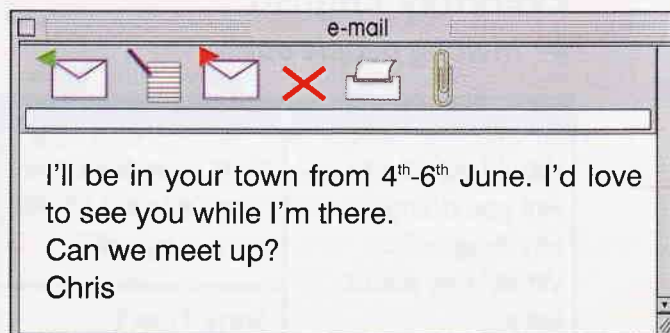 e-mail
I'll be in your town from 4th-6th June. I'd love
to see you while I'm there.
Can we meet up?
Chris